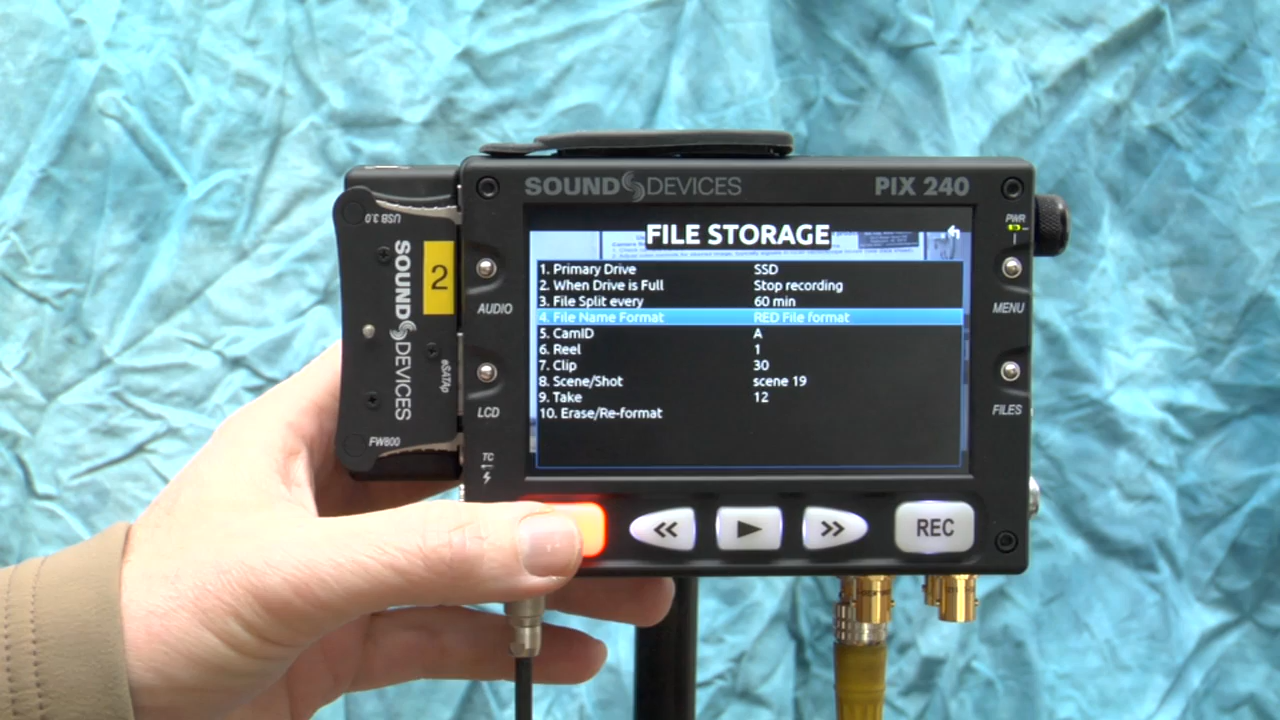 SOUND DEVICES
PIX 240
USB 3.0
SOUND DEVICES
2
eSATAp
FW800
AUDIO
LCD
TC
PWR
MENU
FILES
FILE STORAGE
1. Primary Drive SSD
2. When Drive is Full Stop recording
3. File Split every 60 min
4. File Name Format RED File format
5. CamID A
6. Reel 1
7. Clip 30
8. Scene/Shot scene 19
9. Take 12
10. Erase/Re-format
REC